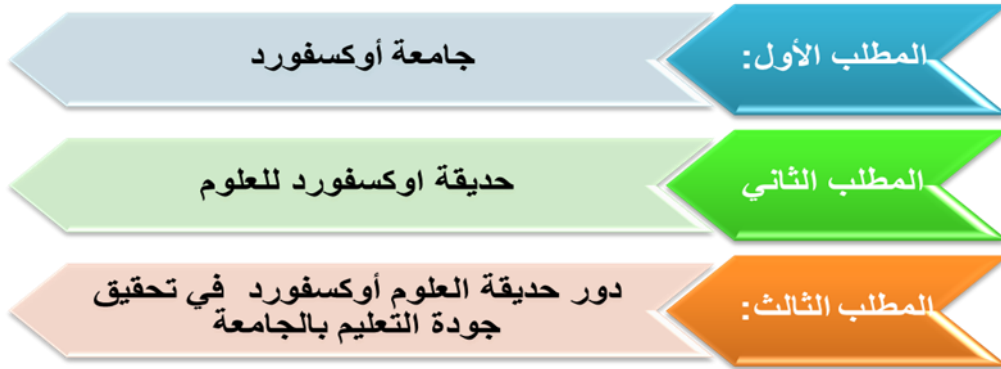 المطلب الأول:
جامعة أوكسفورد
المطلب الثاني
حديقة اوكسفورد للعلوم
المطلب الثالث:
دور حديقة العلوم أوكسفورد في تحقيق
جودة التعليم بالجامعة